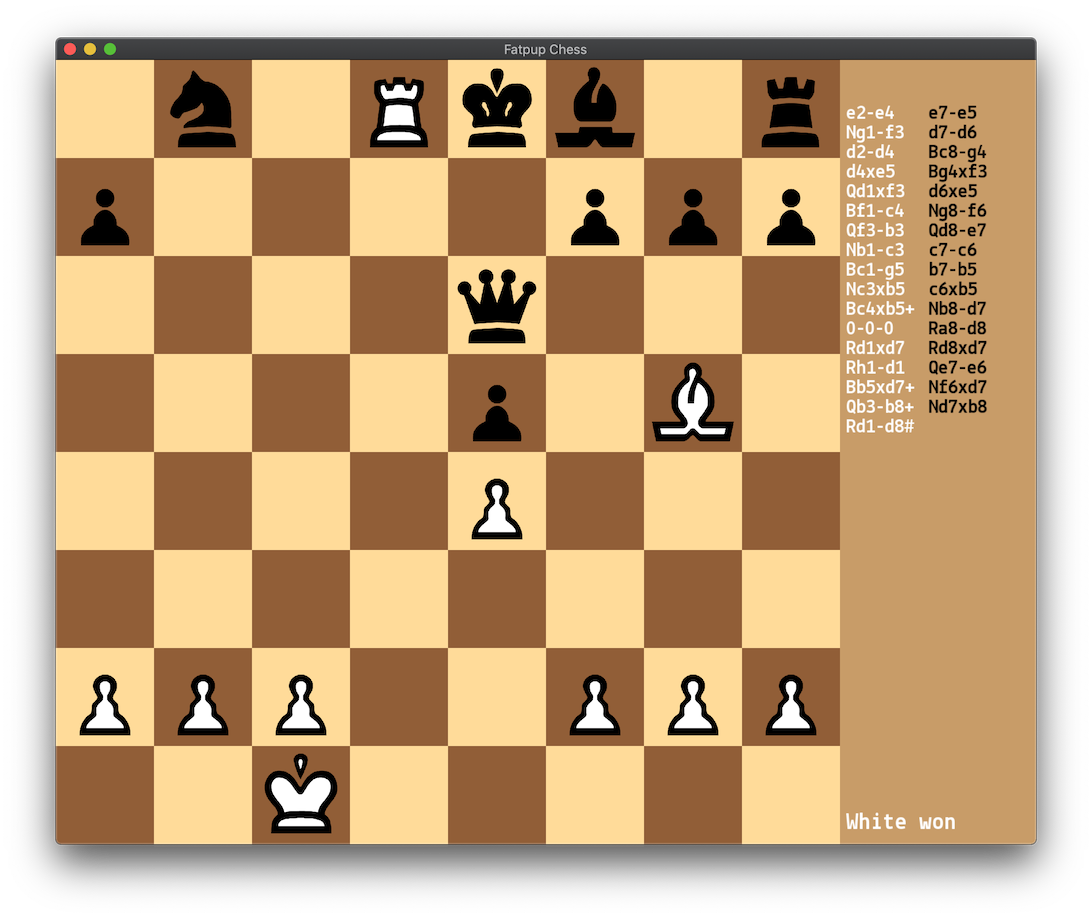 Fatpup Chess
e2-e4 e7-e5
Ng1-f3 d7-d6
d2-d4 Bc8-g4
d4xe5 Bg4xf3
Qd1xf3 d6xe5
Bf1-c4 Ng8-f6
Qf3-b3 Qd8-e7
Nb1-c3 c7-c6
Bc1-g5 b7-b5
Nc3xb5 c6xb5
Bc4xb5+ Nb8-d7
0-0-0 Ra8-d8
Rd1xd7 Rd8xd7
Rh1-d1 Qe7-e6
Bb5xd7+ Nf6xd7
Qb3-b8+ Nd7xb8
Rd1-d8#
White won